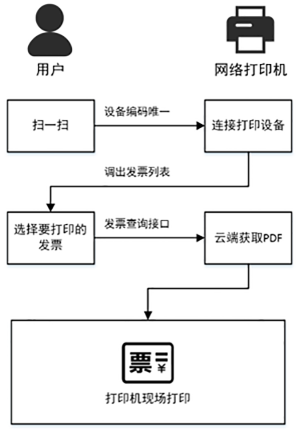 用户
网络打印机
扫一扫
设备编码唯一
连接打印设备
调出发票列表
选择要打印的
发票
发票查询接口
云端获取PDF
票
¥
打印机现场打印